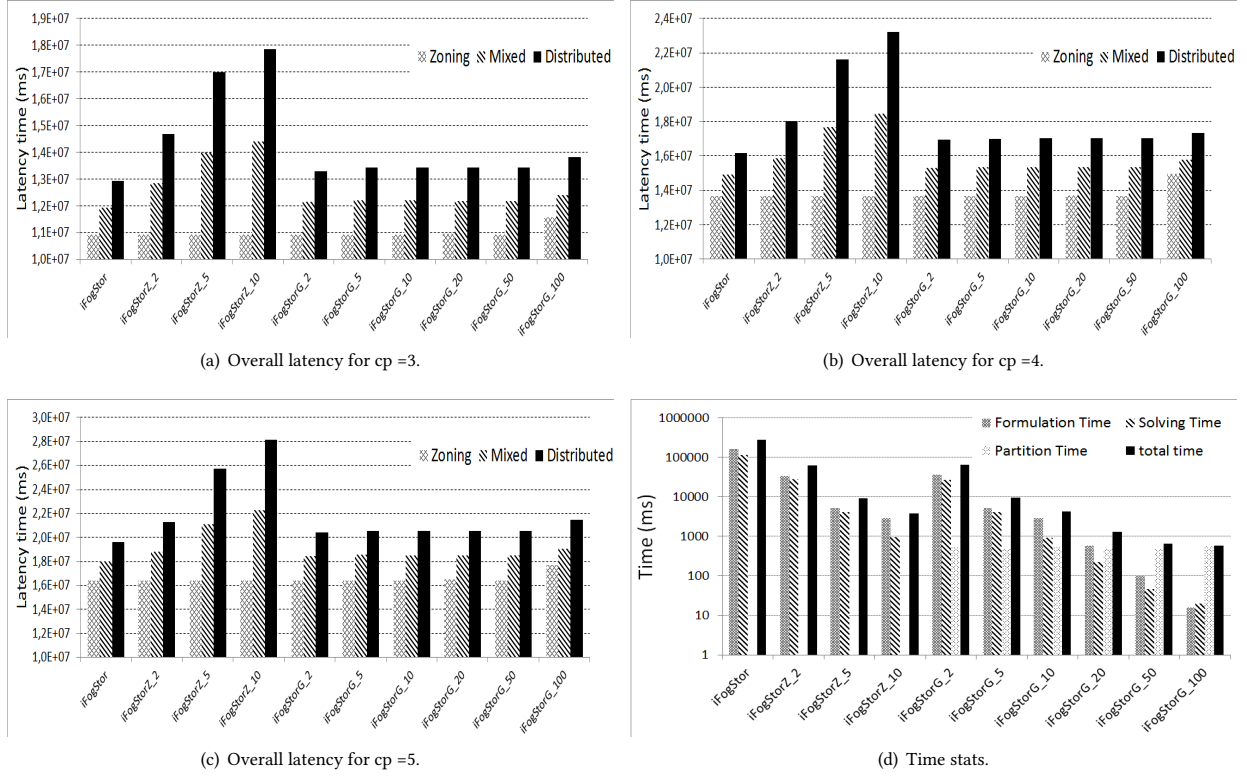 1,9E+07
1,8E+07
1,7E+07
1,6E+07
1,5E+07
1,4E+07
1,3E+07
1,2E+07
1,1E+07
1,0E+07
Latency time (ms)
Zoning Mixed Distributed
iFogStor
iFogStorZ_2
iFogStorZ_5
iFogStorZ_10
iFogStorG_2
iFogStorG_5
iFogStorG_10
iFogStorG_20
iFogStorG_50
iFogStorG_100
(a) Overall latency for cp =3.
2,4E+07
2,2E+07
2,0E+07
1,8E+07
1,6E+07
1,4E+07
1,2E+07
1,0E+07
Latency time (ms)
Zoning Mixed Distributed
iFogStor
iFogStorZ_2
iFogStorZ_5
iFogStorZ_10
iFogStorG_2
iFogStorG_5
iFogStorG_10
iFogStorG_20
iFogStorG_50
iFogStorG_100
(b) Overall latency for cp =4.
3,0E+07
2,8E+07
2,6E+07
2,4E+07
2,2E+07
2,0E+07
1,8E+07
1,6E+07
1,4E+07
1,2E+07
1,0E+07
Latency time (ms)
Zoning Mixed Distributed
iFogStor
iFogStorZ_2
iFogStorZ_5
iFogStorZ_10
iFogStorG_2
iFogStorG_5
iFogStorG_10
iFogStorG_20
iFogStorG_50
iFogStorG_100
(c) Overall latency for cp =5.
1000000
100000
10000
1000
100
10
1
Time (ms)
Formulation Time Solving Time
Partition Time total time
iFogStor
iFogStorZ_2
iFogStorZ_5
iFogStorZ_10
iFogStorG_2
iFogStorG_5
iFogStorG_10
iFogStorG_20
iFogStorG_50
iFogStorG_100
(d) Time stats.